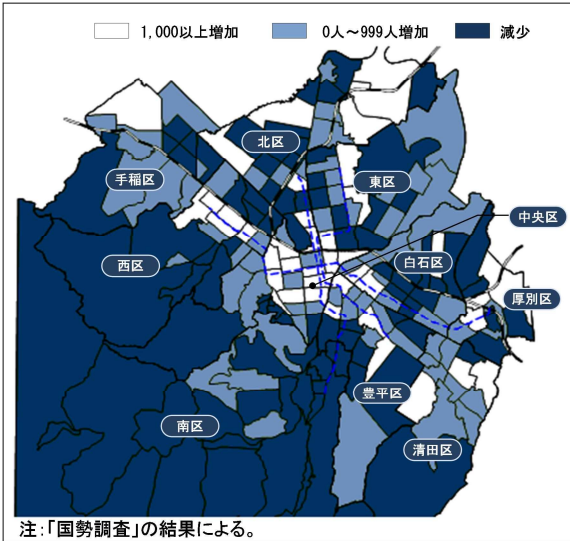 1,000以上増加 0人～999人増加 減少
北区
手稲区
東区
中央区
西区
白石区
厚別区
豊平区
南区
清田区
注：「国勢調査」の結果による。